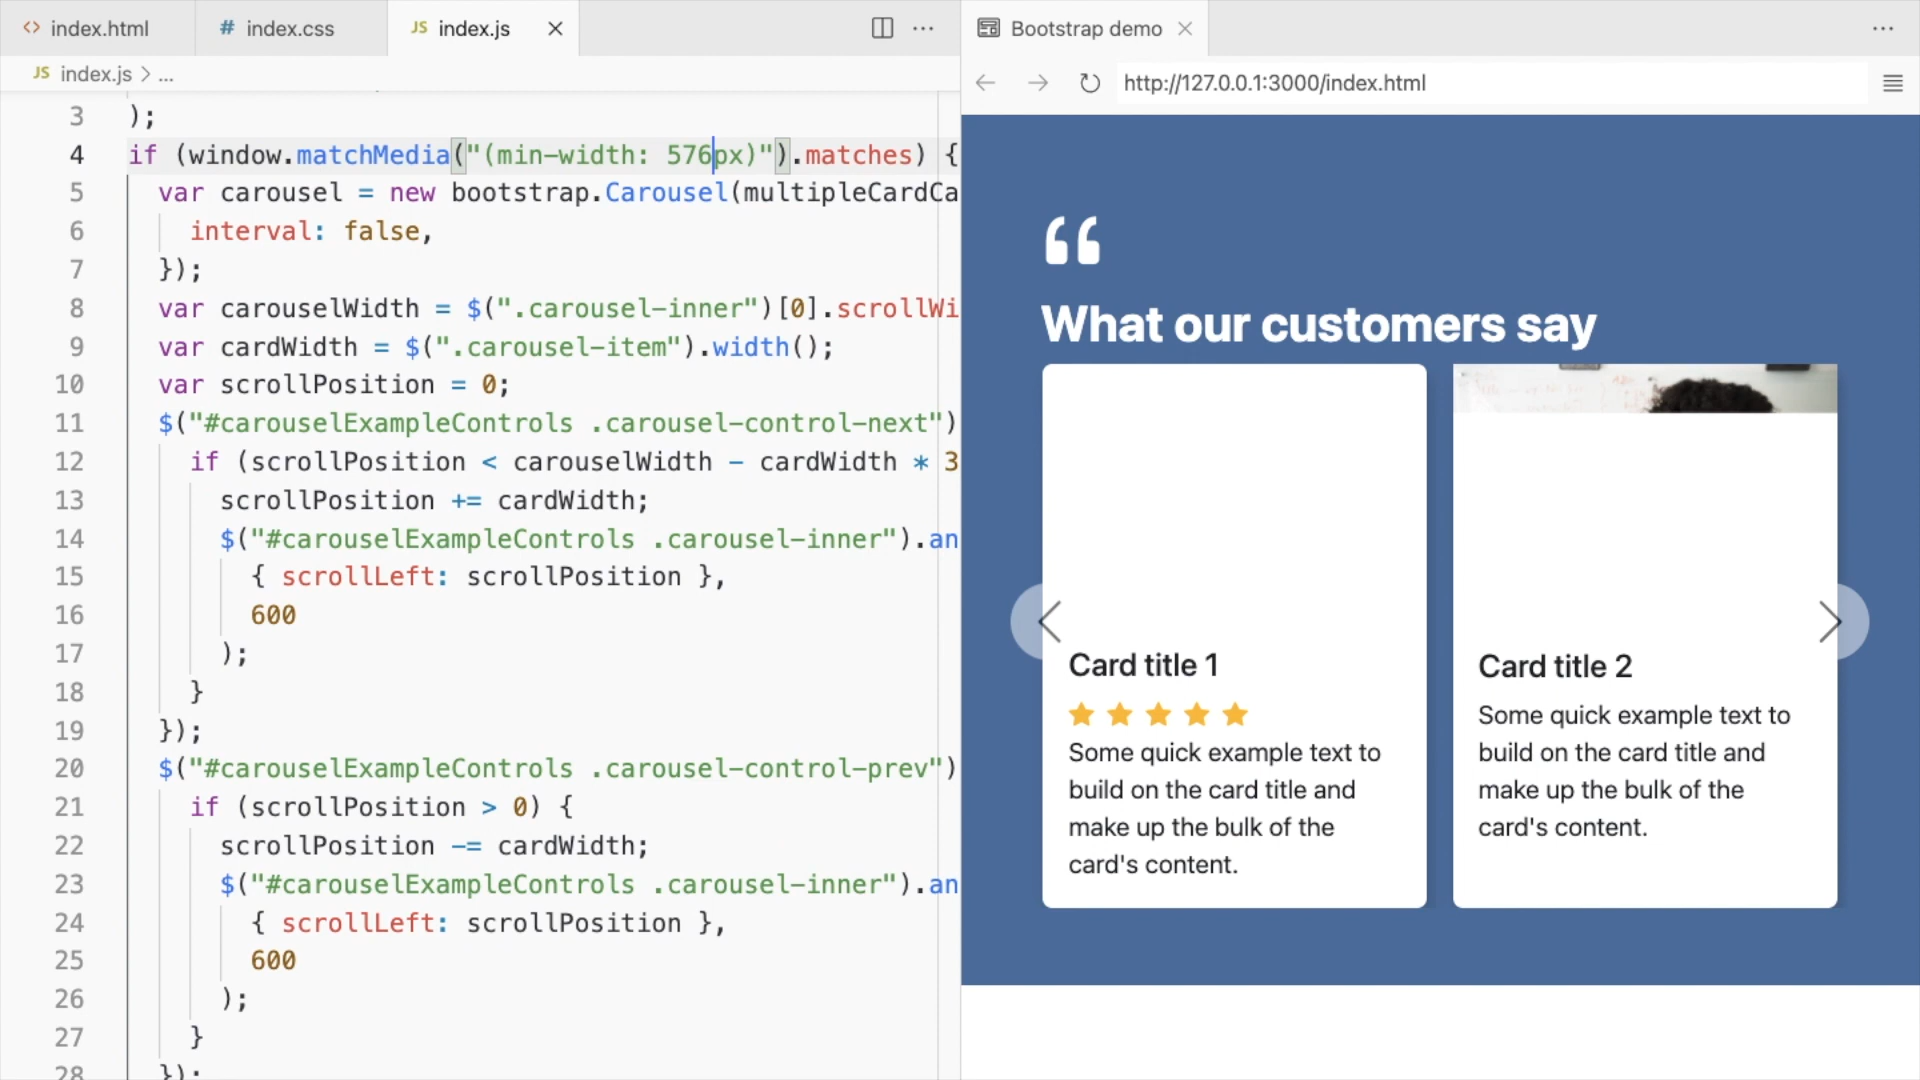 index.html
# index.css
JS index.js
JS index.js > ...
3 );
4 if (window.matchMedia("(min-width: 576px)").matches) {
5 var carousel = new bootstrap.Carousel(multipleCardCa
6 interval: false,
7 });
8 var carouselWidth = $(".carousel-inner")[0].scrollWi
9 var cardWidth = $(".carousel-item").width();
10 var scrollPosition = 0;
11 $("#carouselExampleControls .carousel-control-next")
12 if (scrollPosition < carouselWidth - cardWidth * 3
13 scrollPosition += cardWidth;
14 $("#carouselExampleControls .carousel-inner").an
15 { scrollLeft: scrollPosition },
16 600
17 );
18 }
19 });
20 $("#carouselExampleControls .carousel-control-prev")
21 if (scrollPosition > 0) {
22 scrollPosition -= cardWidth;
23 $("#carouselExampleControls .carousel-inner").an
24 { scrollLeft: scrollPosition },
25 600
26 );
27 }
28 });
Bootstrap demo
http://127.0.0.1:3000/index.html
What our customers say
Card title 1
Some quick example text to
build on the card title and
make up the bulk of the
card's content.
Card title 2
Some quick example text to
build on the card title and
make up the bulk of the
card's content.